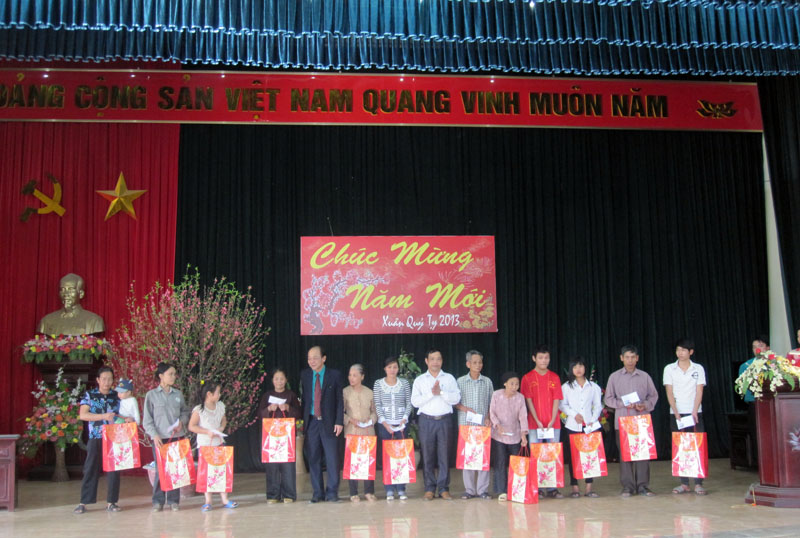 ĐẢNG CỘNG SẢN VIỆT NAM QUANG VINH MUÔN NĂM
Chúc Mừng
Năm Mới
Xuân Quý Tỵ 2013